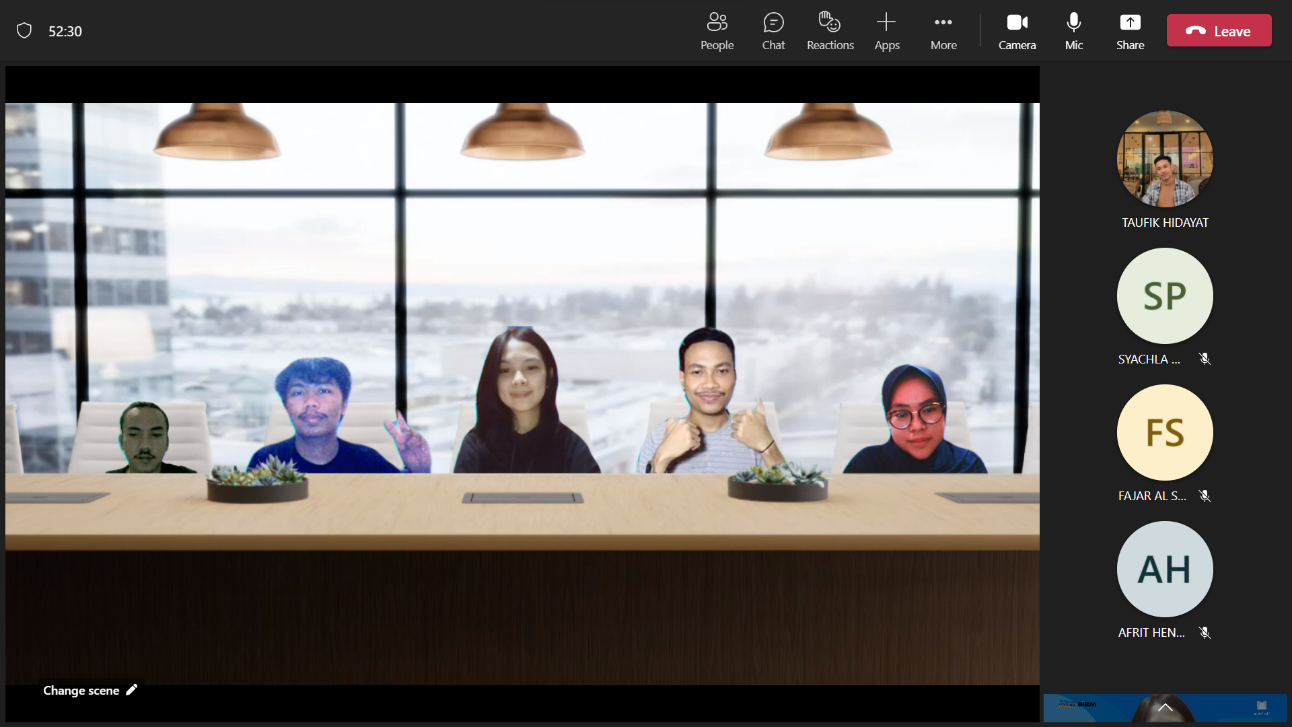 52:30
People
Chat
Reactions
Apps
More
Camera
Mic
Share
Leave
TAUFIK HIDAYAT
SP
SYACHLA ...
FS
FAJAR AL S...
AH
AFRIT HEN...
Change scene